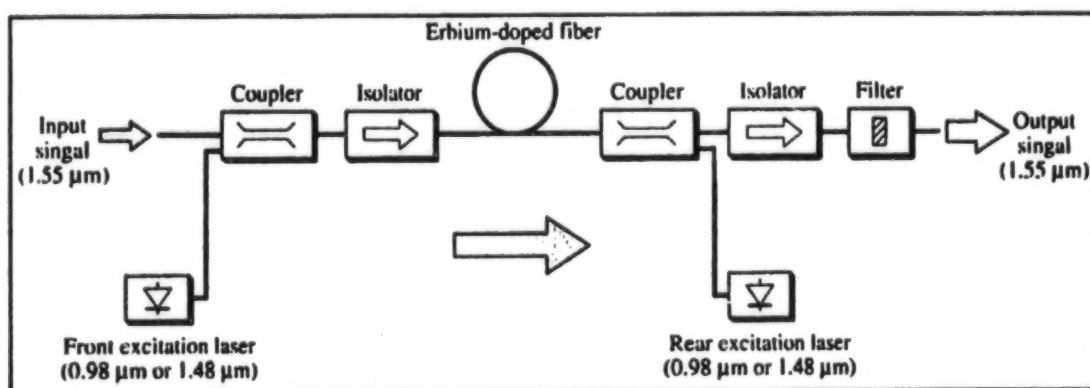 Erbium-doped fiber
Coupler
Isolator
Coupler
Isolator
Filter
Input
singal
(1.55 μm)
Output
singal
(1.55 μm)
Front excitation laser
(0.98 μm or 1.48 μm)
Rear excitation laser
(0.98 μm or 1.48 μm)